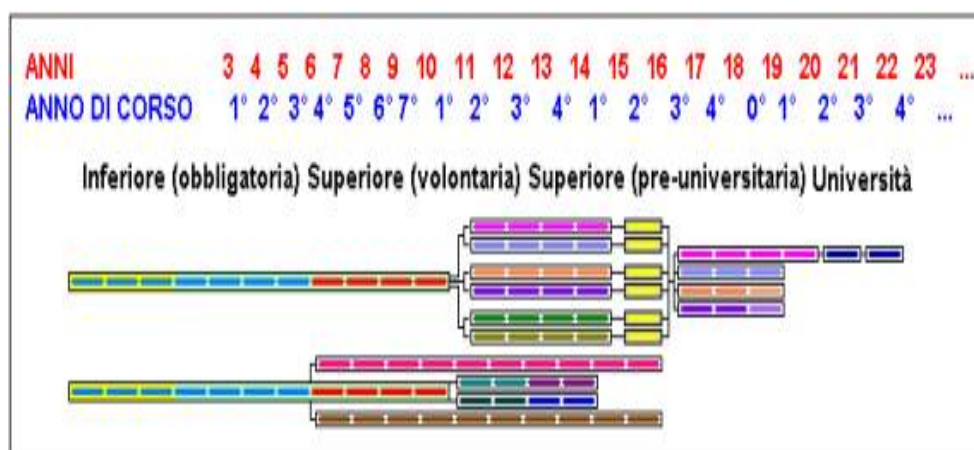 ANNI 3 4 5 6 7 8 9 10 11 12 13 14 15 16 17 18 19 20 21 22 23 ...
ANNO DI CORSO 1° 2° 3° 4° 5° 6° 7° 1° 2° 3° 4° 1° 2° 3° 4° 0° 1° 2° 3° 4° ...
Inferiore (obbligatoria) Superiore (volontaria) Superiore (pre-universitaria) Università